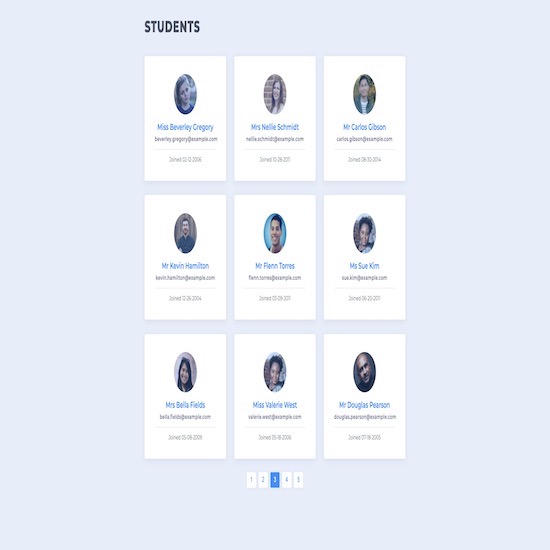 STUDENTS
Miss Beverley Gregory
beverley.gregory@example.com
Joined 02-12-2006
Mrs Nellie Schmidt
nellie.schmidt@example.com
Joined 10-26-2011
Mr Carlos Gibson
carlos.gibson@example.com
Joined 08-30-2014
Mr Kevin Hamilton
kevin.hamilton@example.com
Joined 12-26-2004
Mr Flenn Torres
flenn.torres@example.com
Joined 03-09-2011
Ms Sue Kim
sue.kim@example.com
Joined 06-20-2011
Mrs Bella Fields
bella.fields@example.com
Joined 05-08-2009
Miss Valerie West
valerie.west@example.com
Joined 05-18-2006
Mr Douglas Pearson
douglas.pearson@example.com
Joined 07-18-2005
1 2 3 4 5